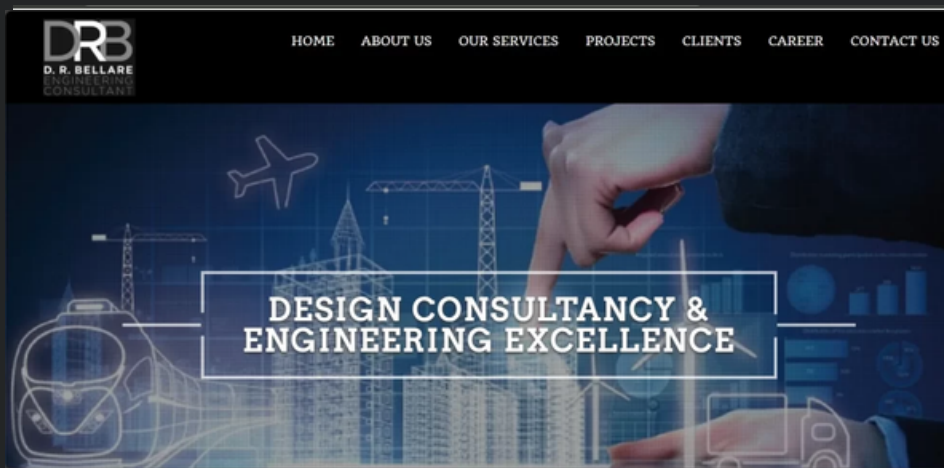 DRB
D. R. BELLARE
ENGINEERING
CONSULTANT
HOME ABOUT US OUR SERVICES PROJECTS CLIENTS CAREER CONTACT US
DESIGN CONSULTANCY &
ENGINEERING EXCELLENCE